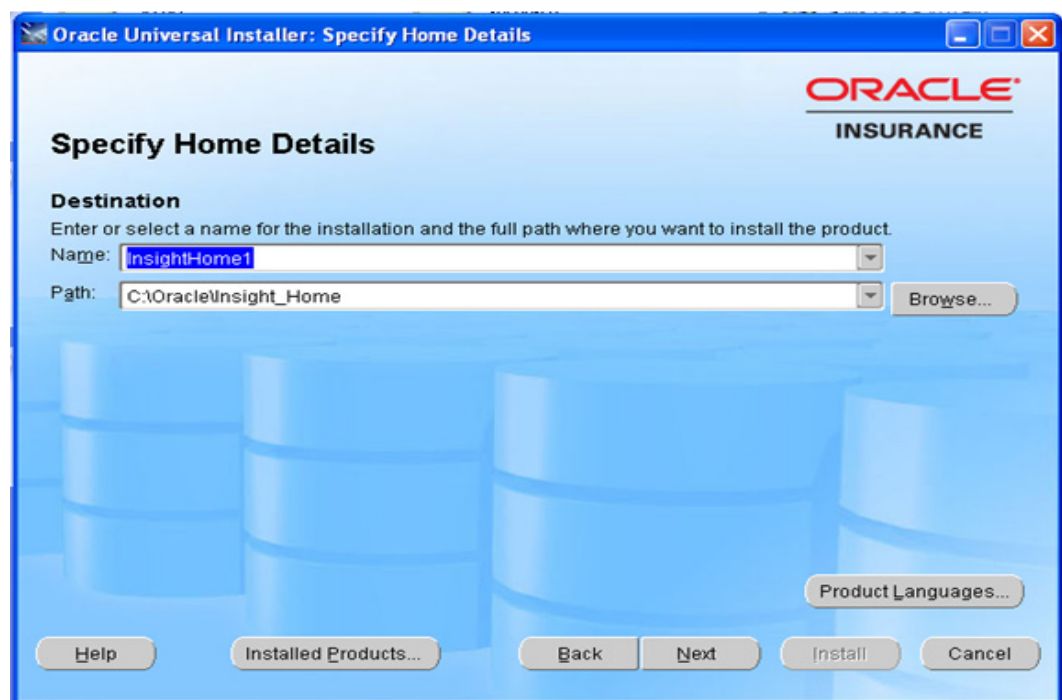 Oracle Universal Installer: Specify Home Details
ORACLE
INSURANCE
Specify Home Details
Destination
Enter or select a name for the installation and the full path where you want to install the product.
Name: InsightHome1
Path: C:\Oracle\Insight_Home Browse...
Product Languages...
Help Installed Products... Back Next Install Cancel